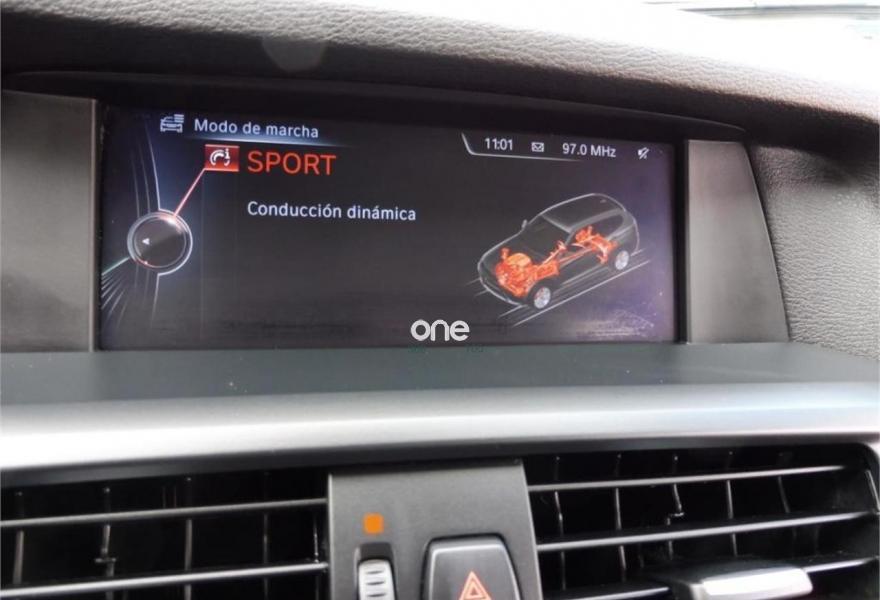 Modo de marcha
11:01
97.0 MHz
SPORT
Conducción dinámica
one